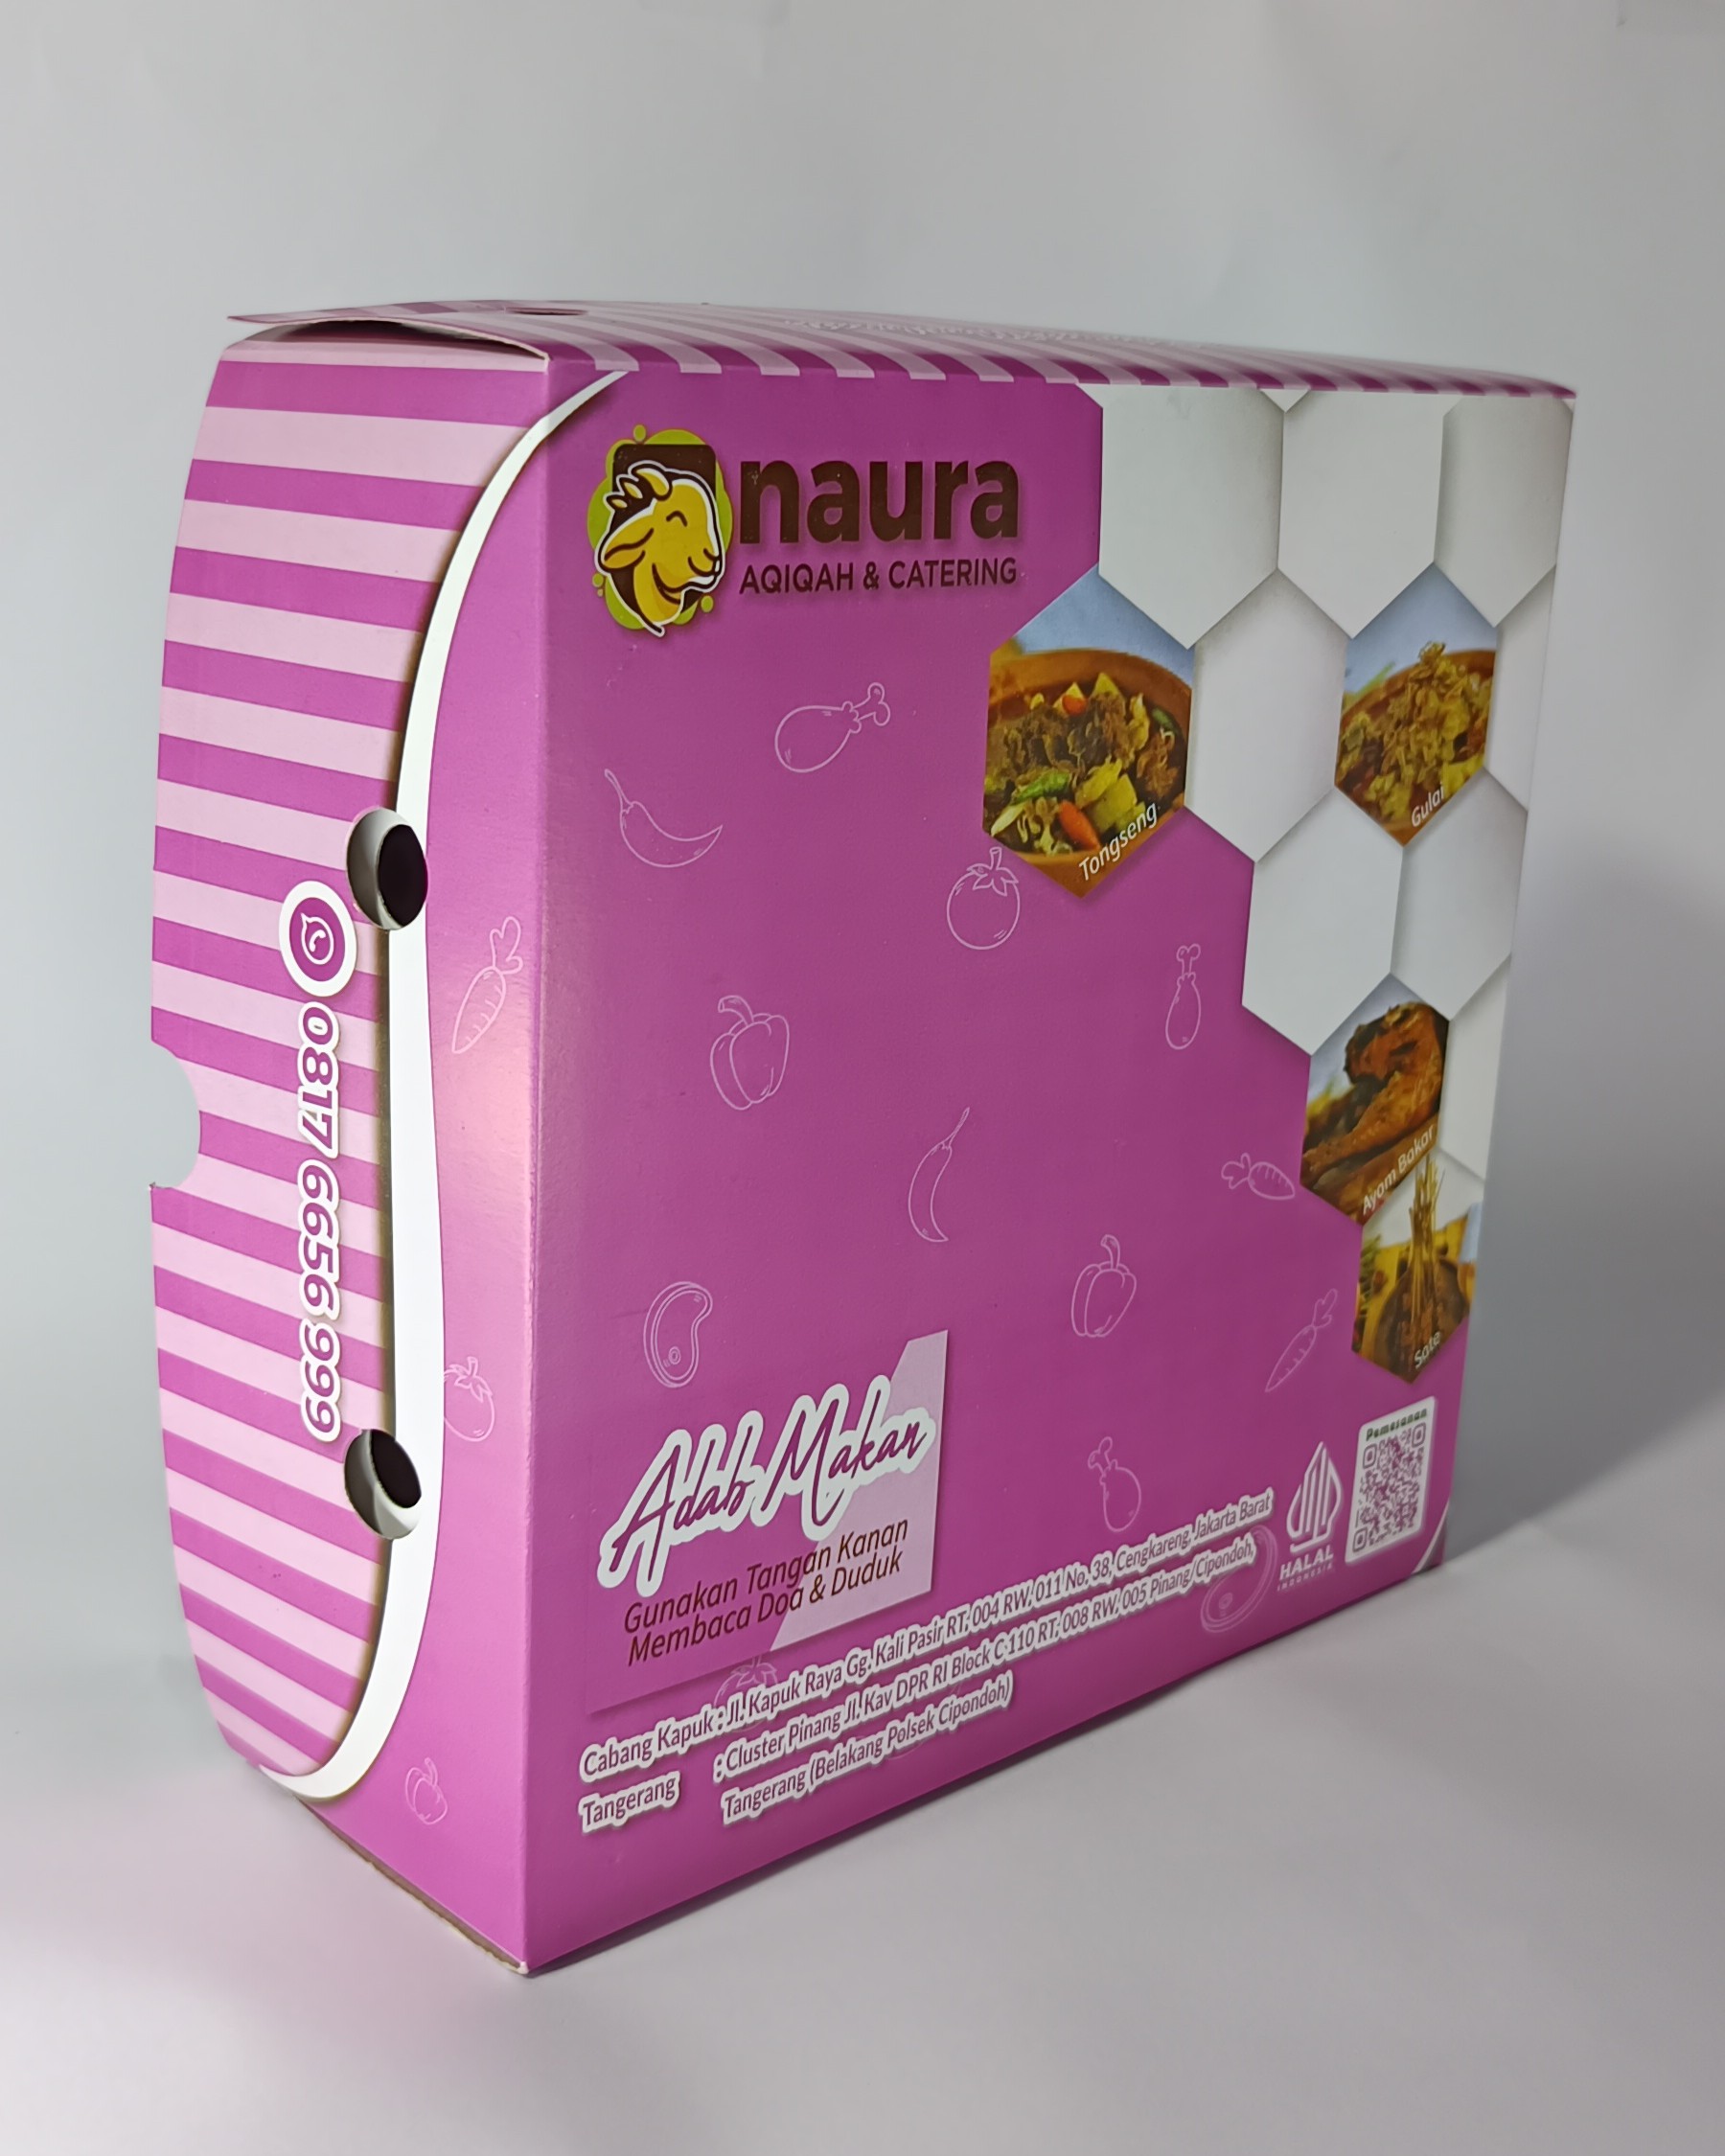 naura
AQIQAH & CATERING
Tongseng
Gulai
Ayam Bakar
Sate
0817 6656 999
Adab Makan
Gunakan Tangan Kanan
Membaca Doa & Duduk
Pemesanan
HALAL
INDONESIA
Cabang Kapuk : Jl. Kapuk Raya Gg. Kali Pasir RT, 004 RW, 011 No. 38, Cengkareng, Jakarta Barat
Tangerang : Cluster Pinang Jl. Kav DPR RI Block C 110 RT, 008 RW, 005 Pinang/Cipondoh,
Tangerang (Belakang Polsek Cipondoh)